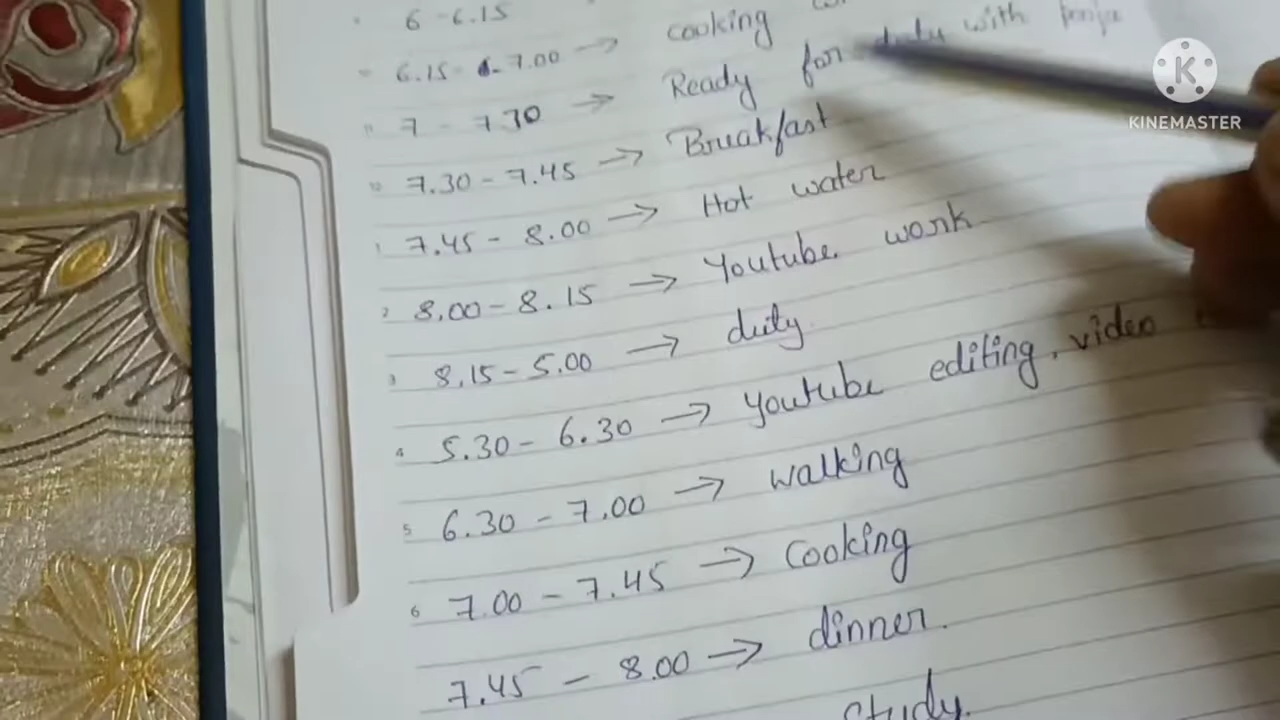 6 - 6.15
6.15 - 7.00 → cooking
7 - 7.30 → Ready for duty with
7.30 - 7.45 → Breakfast
7.45 - 8.00 → Hot water
8.00 - 8.15 → Youtube work
8.15 - 5.00 → duty.
5.30 - 6.30 → Youtube editing, video
6.30 - 7.00 → walking
7.00 - 7.45 → Cooking
7.45 - 8.00 → dinner.
study.
K
KINEMASTER